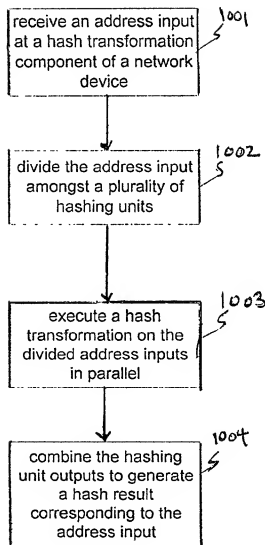 receive an address input
at a hash transformation
component of a network
device
1001
divide the address input
amongst a plurality of
hashing units
1002
execute a hash
transformation on the
divided address inputs
in parallel
1003
combine the hashing
unit outputs to generate
a hash result
corresponding to the
address input
1004